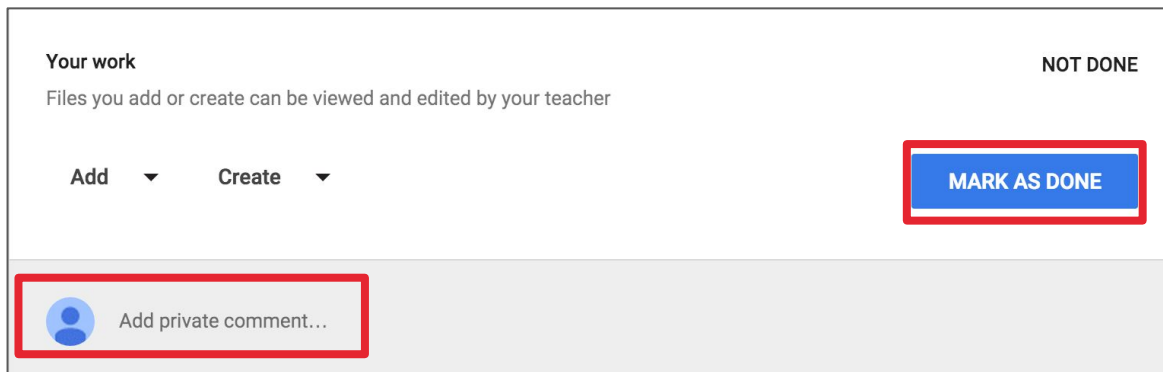 Your work
NOT DONE
Files you add or create can be viewed and edited by your teacher
Add Create
MARK AS DONE
Add private comment...